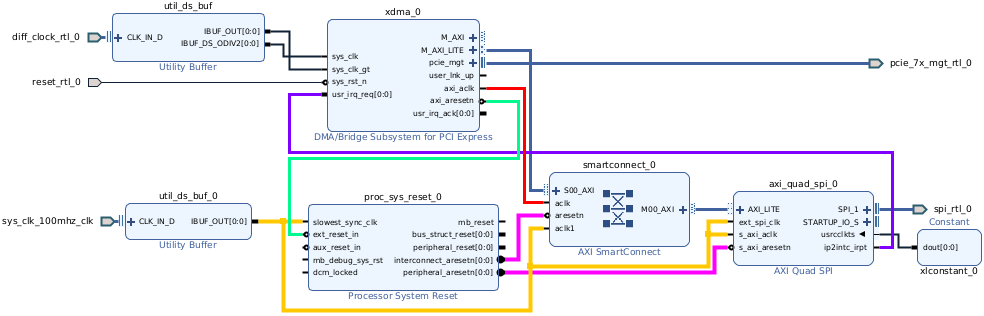 util_ds_buf
diff_clock_rtl_0
CLK_IN_D
IBUF_OUT[0:0]
IBUF_DS_ODIV2[0:0]
Utility Buffer
reset_rtl_0
xdma_0
sys_clk
sys_clk_gt
sys_rst_n
usr_irq_req[0:0]
M_AXI
M_AXI_LITE
pcie_mgt
user_lnk_up
axi_aclk
axi_aresetn
usr_irq_ack[0:0]
DMA/Bridge Subsystem for PCI Express
pcie_7x_mgt_rtl_0
util_ds_buf_0
sys_clk_100mhz_clk
CLK_IN_D
IBUF_OUT[0:0]
Utility Buffer
proc_sys_reset_0
slowest_sync_clk
ext_reset_in
aux_reset_in
mb_debug_sys_rst
dcm_locked
mb_reset
bus_struct_reset[0:0]
peripheral_reset[0:0]
interconnect_aresetn[0:0]
peripheral_aresetn[0:0]
Processor System Reset
smartconnect_0
S00_AXI
aclk
aresetn
aclk1
M00_AXI
AXI SmartConnect
axi_quad_spi_0
AXI_LITE
ext_spi_clk
s_axi_aclk
s_axi_aresetn
SPI_1
STARTUP_IO_S
usrcclkts
ip2intc_irpt
AXI Quad SPI
spi_rtl_0
Constant
dout[0:0]
xlconstant_0